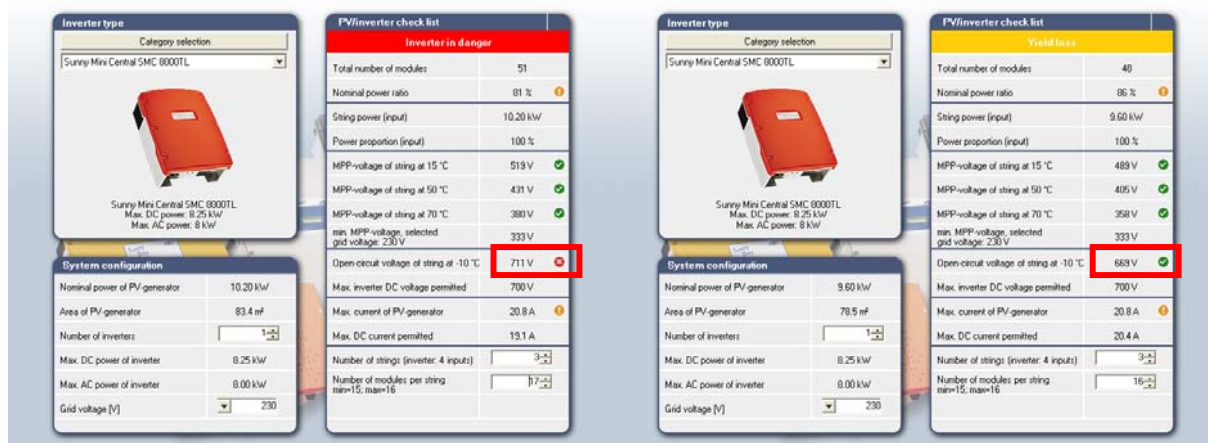 Inverter type
Category selection
Sunny Mini Central SMC 8000TL
Sunny Mini Central SMC 8000TL
Max. DC power: 8.25 kW
Max. AC power: 8 kW
System configuration
Nominal power of PV-generator 10.20 kW
Area of PV-generator 83.4 m²
Number of inverters 1
Max. DC power of inverter 8.25 kW
Max. AC power of inverter 8.00 kW
Grid voltage [V] 230
PV/inverter check list
Inverter in danger
Total number of modules 51
Nominal power ratio 81 %
String power (input) 10.20 kW
Power proportion (input) 100 %
MPP-voltage of string at 15 °C 519 V
MPP-voltage of string at 50 °C 431 V
MPP-voltage of string at 70 °C 380 V
min. MPP-voltage, selected
grid voltage: 230 V 333 V
Open-circuit voltage of string at -10 °C 711 V
Max. inverter DC voltage permitted 700 V
Max. current of PV-generator 20.8 A
Max. DC current permitted 19.1 A
Number of strings (inverter: 4 inputs) 3
Number of modules per string 17
min=15; max=16
Inverter type
Category selection
Sunny Mini Central SMC 8000TL
Sunny Mini Central SMC 8000TL
Max. DC power: 8.25 kW
Max. AC power: 8 kW
System configuration
Nominal power of PV-generator 9.60 kW
Area of PV-generator 78.5 m²
Number of inverters 1
Max. DC power of inverter 8.25 kW
Max. AC power of inverter 8.00 kW
Grid voltage [V] 230
PV/inverter check list
Yield loss
Total number of modules 48
Nominal power ratio 86 %
String power (input) 9.60 kW
Power proportion (input) 100 %
MPP-voltage of string at 15 °C 489 V
MPP-voltage of string at 50 °C 405 V
MPP-voltage of string at 70 °C 358 V
min. MPP-voltage, selected
grid voltage: 230 V 333 V
Open-circuit voltage of string at -10 °C 669 V
Max. inverter DC voltage permitted 700 V
Max. current of PV-generator 20.8 A
Max. DC current permitted 20.4 A
Number of strings (inverter: 4 inputs) 3
Number of modules per string 16
min=15; max=16